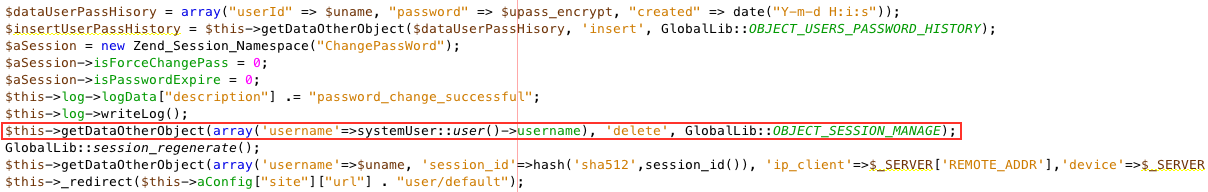 $dataUserPassHisory = array("userId" => $uname, "password" => $upass_encrypt, "created" => date("Y-m-d H:i:s"));
$insertUserPassHistory = $this->getDataOtherObject($dataUserPassHisory, 'insert', GlobalLib::OBJECT_USERS_PASSWORD_HISTORY);
$aSession = new Zend_Session_Namespace("ChangePassWord");
$aSession->isForceChangePass = 0;
$aSession->isPasswordExpire = 0;
$this->log->logData["description"] .= "password_change_successful";
$this->log->writeLog();
$this->getDataOtherObject(array('username'=>systemUser::user()->username), 'delete', GlobalLib::OBJECT_SESSION_MANAGE);
GlobalLib::session_regenerate();
$this->getDataOtherObject(array('username'=>$uname, 'session_id'=>hash('sha512',session_id()), 'ip_client'=>$_SERVER['REMOTE_ADDR'],'device'=>$_SERVER
$this->_redirect($this->aConfig["site"]["url"] . "user/default");